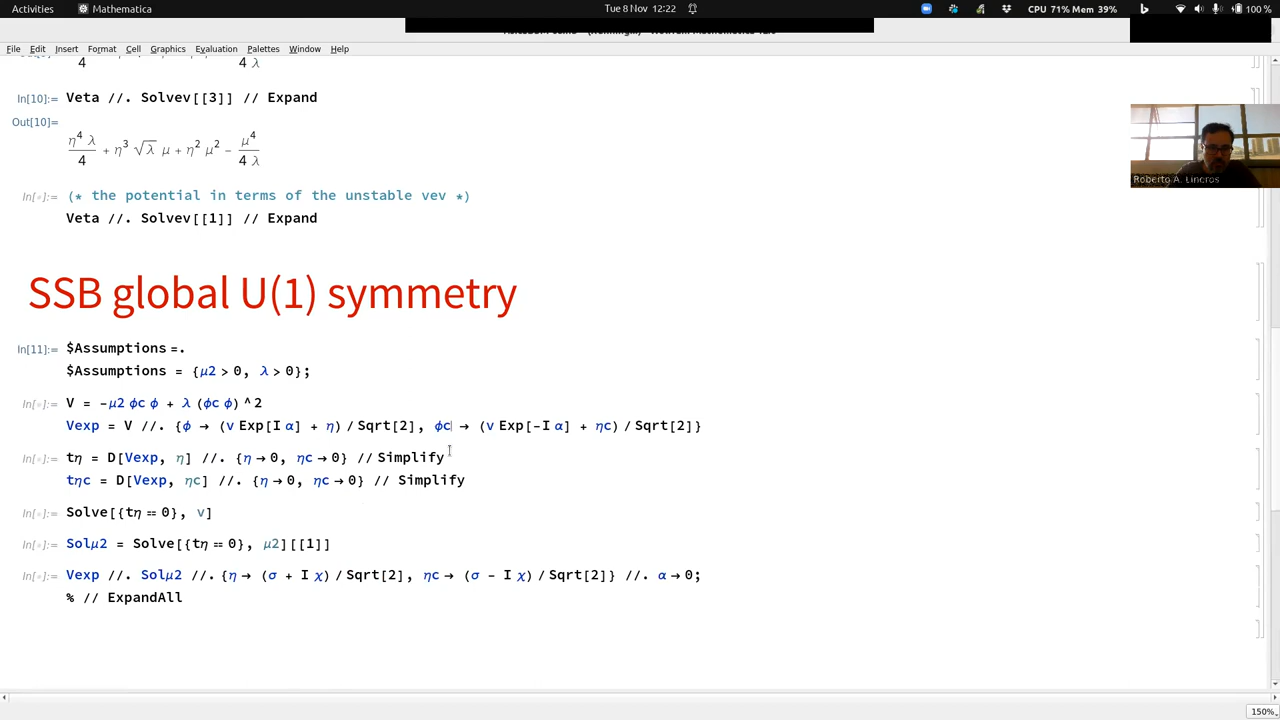 Activities Mathematica Tue 8 Nov 12:22 CPU 71% Mem 39% 100 %
File Edit Insert Format Cell Graphics Evaluation Palettes Window Help
4 4 λ
In[10]:= Veta //. Solvev[[3]] // Expand
Out[10]=
η^4 λ/4 + η^3 √λ μ + η^2 μ^2 − μ^4/4 λ
In[•]:= (* the potential in terms of the unstable vev *)
Veta //. Solvev[[1]] // Expand
SSB global U(1) symmetry
In[11]:= $Assumptions =.
$Assumptions = {μ2 > 0, λ > 0};
In[•]:= V = -μ2 ϕc ϕ + λ (ϕc ϕ)^2
Vexp = V //. {ϕ → (v Exp[I α] + η) / Sqrt[2], ϕc → (v Exp[-I α] + ηc) / Sqrt[2]}
In[•]:= tη = D[Vexp, η] //. {η → 0, ηc → 0} // Simplify
tηc = D[Vexp, ηc] //. {η → 0, ηc → 0} // Simplify
In[•]:= Solve[{tη == 0}, v]
In[•]:= Solμ2 = Solve[{tη == 0}, μ2][[1]]
In[•]:= Vexp //. Solμ2 //. {η → (σ + I χ) / Sqrt[2], ηc → (σ - I χ) / Sqrt[2]} //. α → 0;
% // ExpandAll
Roberto A. Lineros
150%